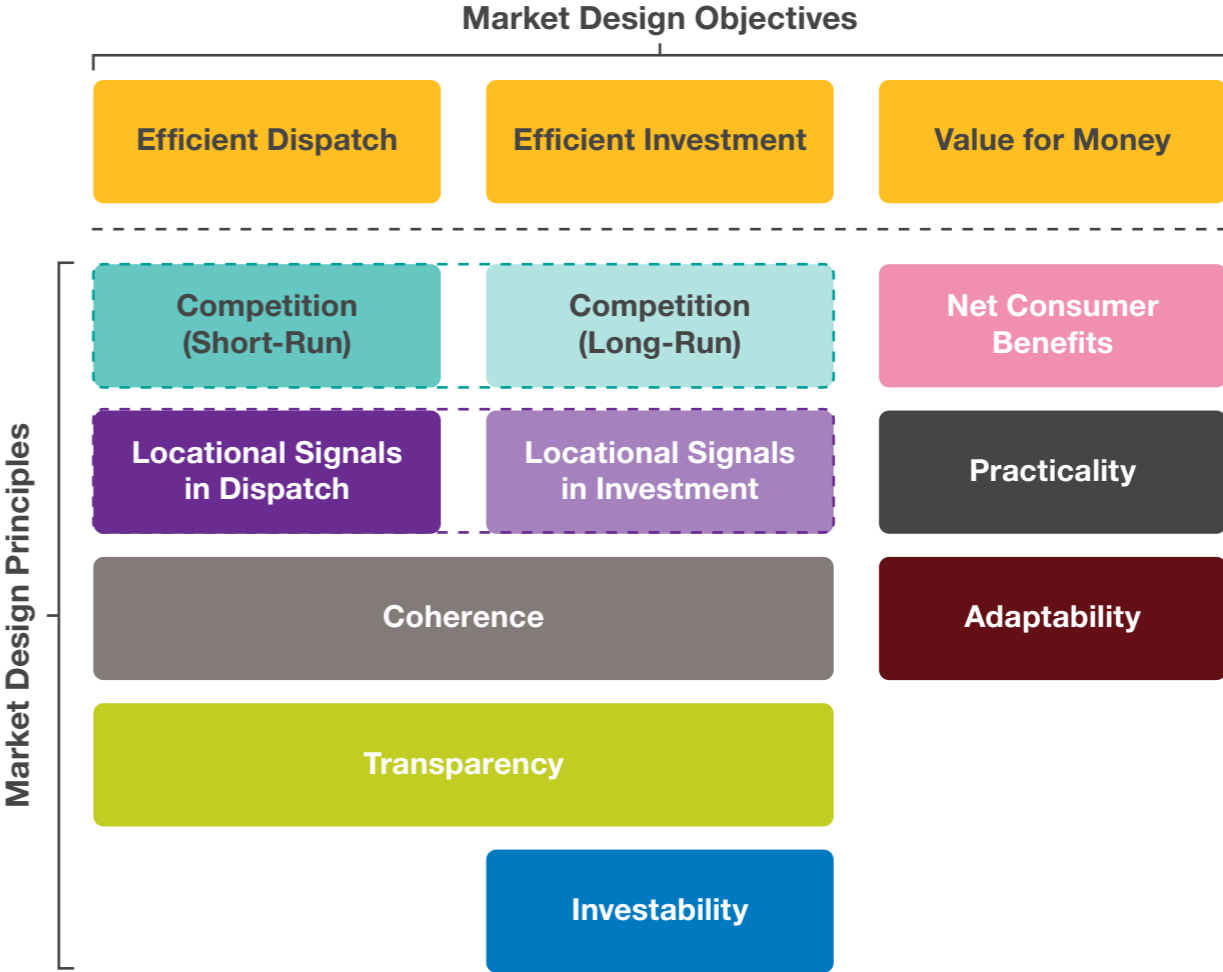 Market Design Objectives
Efficient Dispatch
Efficient Investment
Value for Money
Market Design Principles
Competition
(Short-Run)
Competition
(Long-Run)
Net Consumer
Benefits
Locational Signals
in Dispatch
Locational Signals
in Investment
Practicality
Coherence
Adaptability
Transparency
Investability